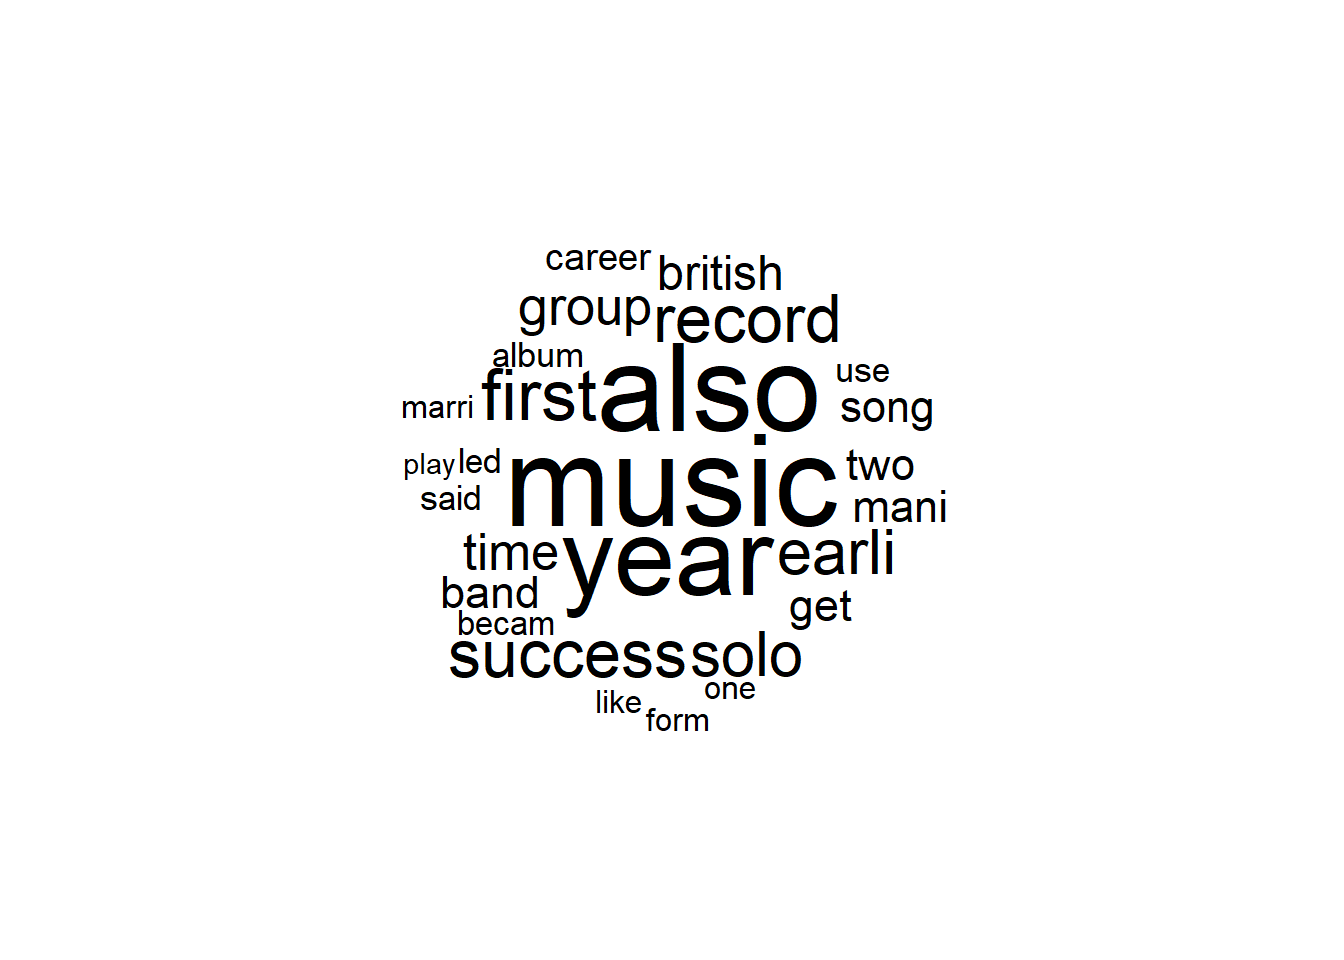 career british
group record
album also use
marri first song
music two
play led
said mani
time year earli
band get
becam
success solo
one
like form